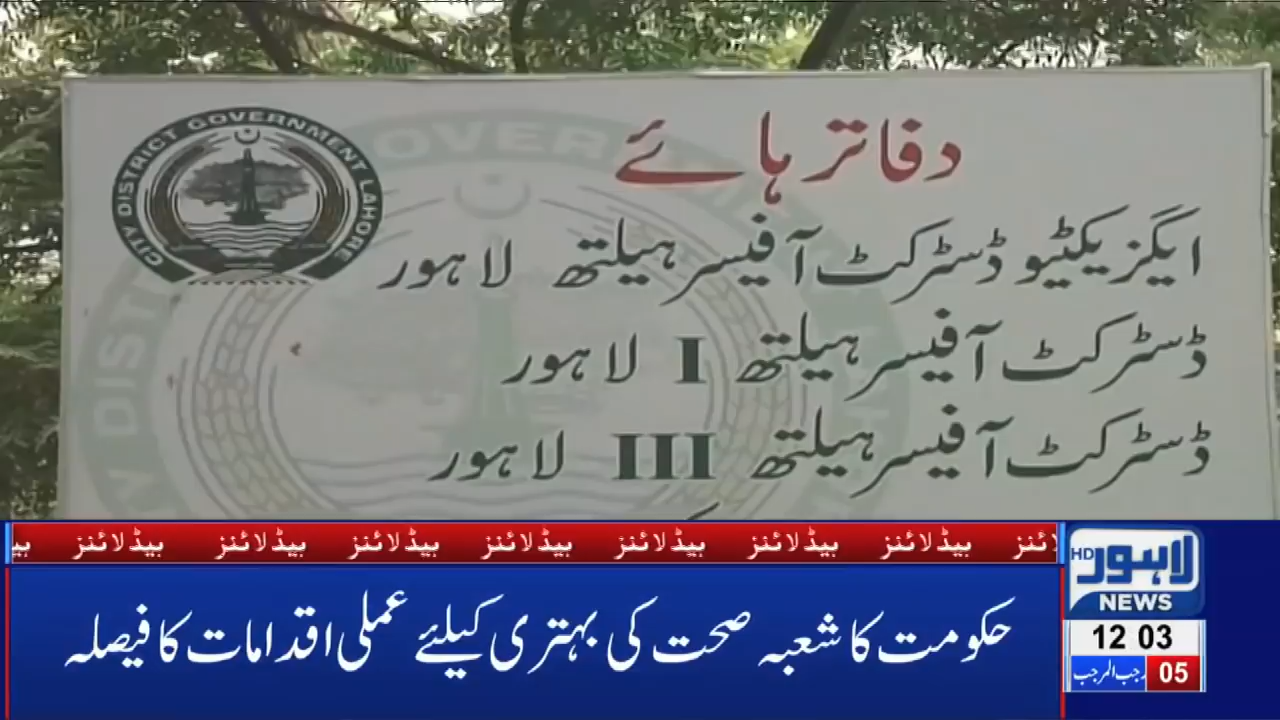 CITY DISTRICT GOVERNMENT LAHORE
دفاتر ہائے
ایگزیکٹیو ڈسٹرکٹ آفیسر ہیلتھ لاہور
ڈسٹرکٹ آفیسر ہیلتھ I لاہور
ڈسٹرکٹ آفیسر ہیلتھ III لاہور
ہیڈلائنز ہیڈلائنز ہیڈلائنز ہیڈلائنز ہیڈلائنز ہیڈلائنز ہیڈلائنز
حکومت کا شعبہ صحت کی بہتری کیلئے عملی اقدامات کا فیصلہ
لاہور HD
NEWS
12 03
05 رجب المرجب